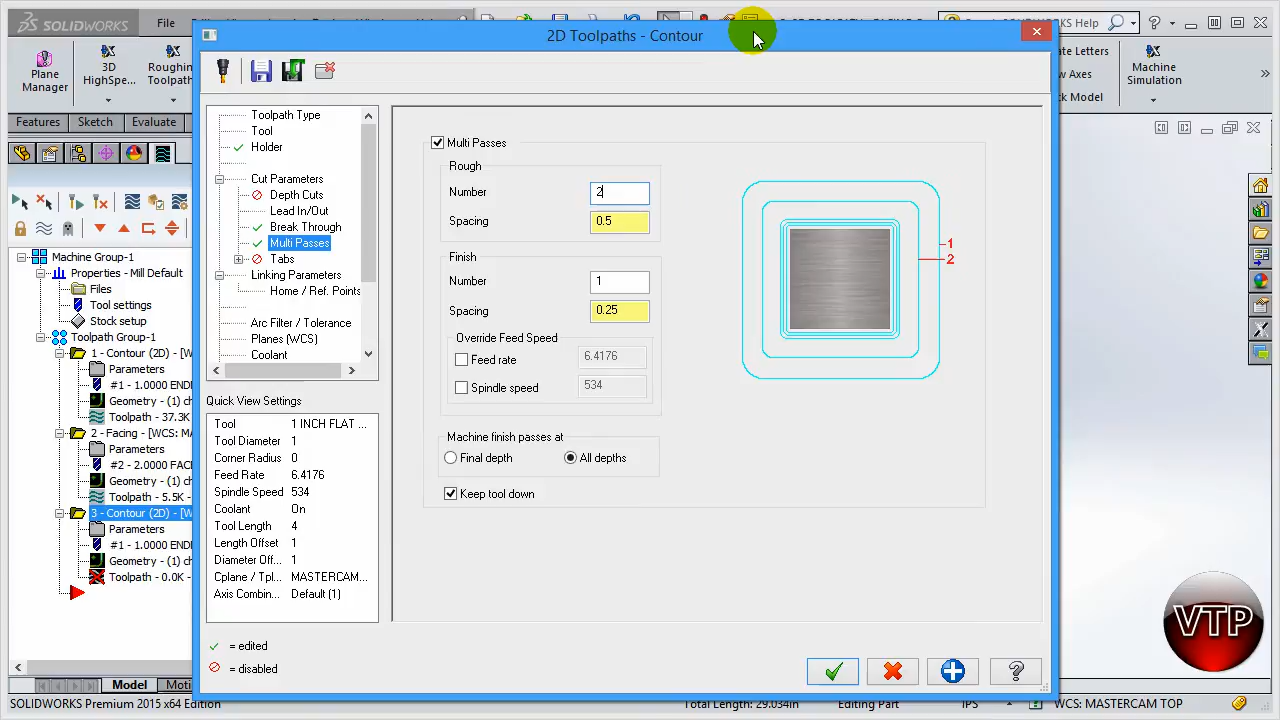 SOLIDWORKS
File
Help
2D Toolpaths - Contour
Plane
Manager
3D
HighSpe...
Roughin
Toolpath
ate Letters
w Axes
ck Model
Machine
Simulation
Features
Sketch
Evaluate
Toolpath Type
Tool
Holder
Cut Parameters
Depth Cuts
Lead In/Out
Break Through
Multi Passes
Tabs
Linking Parameters
Home / Ref. Points
Arc Filter / Tolerance
Planes (WCS)
Coolant
Multi Passes
Rough
Number
2
Spacing
0.5
Finish
Number
1
Spacing
0.25
Override Feed Speed
Feed rate
6.4176
Spindle speed
534
Machine finish passes at
Final depth
All depths
Keep tool down
1
2
Machine Group-1
Properties - Mill Default
Files
Tool settings
Stock setup
Toolpath Group-1
1 - Contour (2D) - [W
Parameters
#1 - 1.0000 ENDI
Geometry - (1) ch
Toolpath - 37.3K
2 - Facing - [WCS: MA
Parameters
#2 - 2.0000 FACE
Geometry - (1) ch
Toolpath - 5.5K -
3 - Contour (2D) - [W
Parameters
#1 - 1.0000 ENDI
Geometry - (1) ch
Toolpath - 0.0K -
Quick View Settings
Tool 1 INCH FLAT ...
Tool Diameter 1
Corner Radius 0
Feed Rate 6.4176
Spindle Speed 534
Coolant On
Tool Length 4
Length Offset 1
Diameter Off... 1
Cplane / Tpl... MASTERCAM...
Axis Combin... Default (1)
= edited
= disabled
VTP
Model
Moti
SOLIDWORKS Premium 2015 x64 Edition
Total Length: 29.034in
Editing Part
IPS
WCS: MASTERCAM TOP